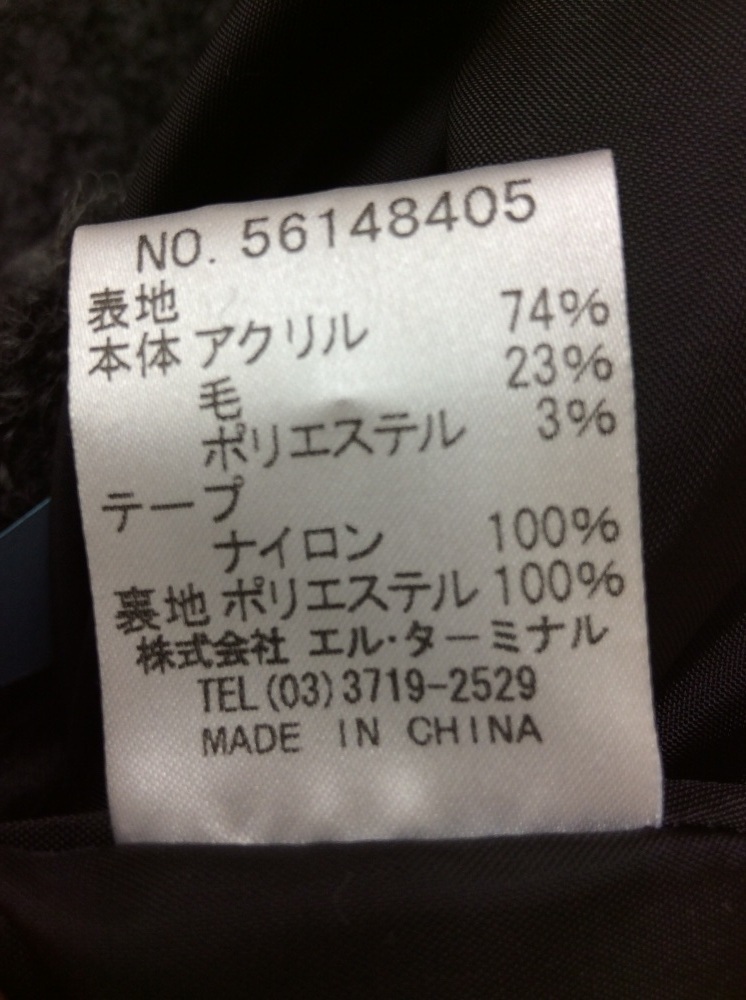 NO. 56148405
表地
本体 アクリル 74%
毛 23%
ポリエステル 3%
テープ
ナイロン 100%
裏地 ポリエステル 100%
株式会社 エル・ターミナル
TEL(03)3719-2529
MADE IN CHINA